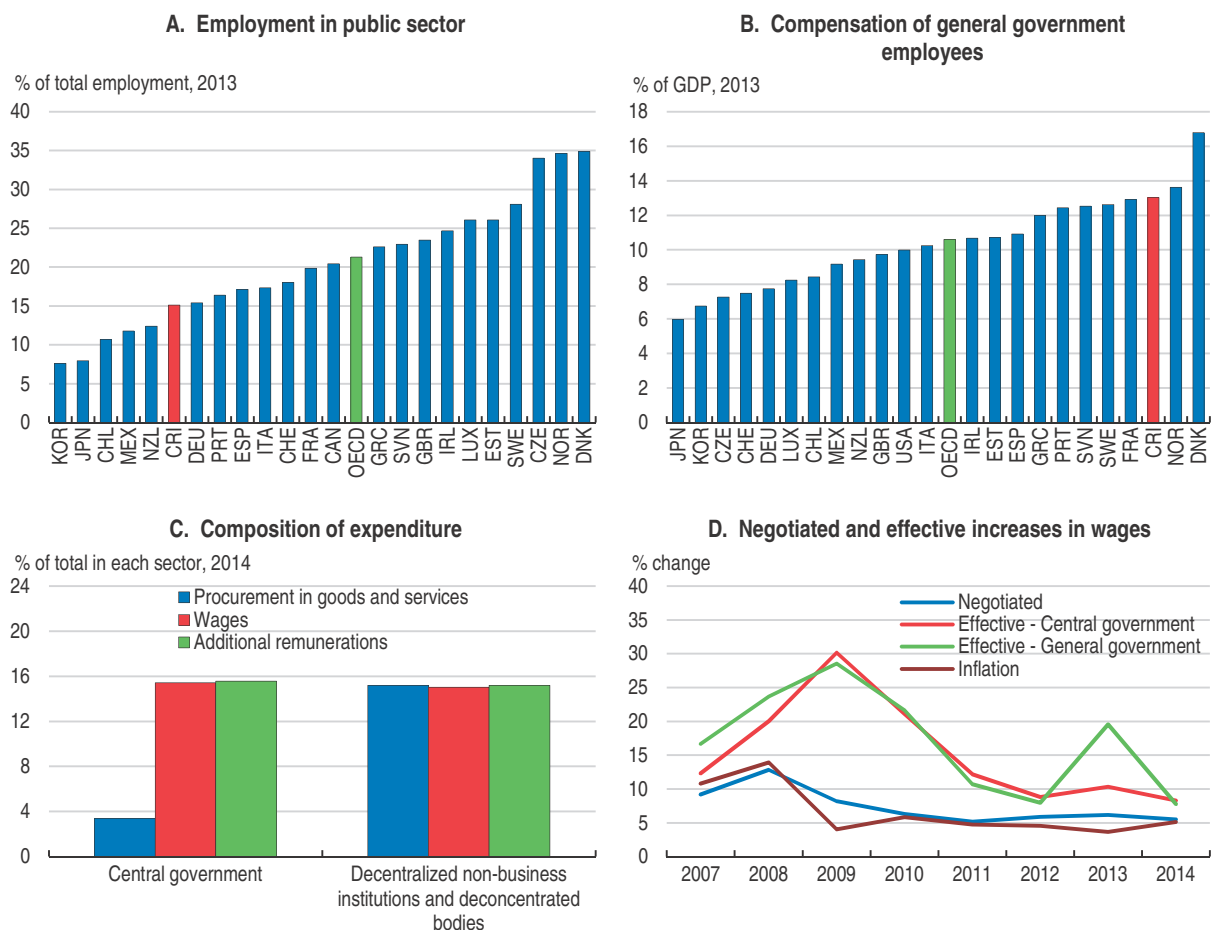 A. Employment in public sector
% of total employment, 2013
40
35
30
25
20
15
10
5
0
KOR JPN CHL MEX NZL CRI DEU PRT ESP ITA CHE FRA CAN OECD GRC SVN GBR IRL LUX EST SWE CZE NOR DNK
B. Compensation of general government
employees
% of GDP, 2013
18
16
14
12
10
8
6
4
2
0
JPN KOR CZE CHE DEU LUX CHL MEX NZL GBR USA ITA OECD IRL EST ESP GRC PRT SVN SWE FRA CRI NOR DNK
C. Composition of expenditure
% of total in each sector, 2014
24
20
16
12
8
4
0
Procurement in goods and services
Wages
Additional remunerations
Central government
Decentralized non-business
institutions and deconcentrated
bodies
D. Negotiated and effective increases in wages
% change
40
35
30
25
20
15
10
5
0
Negotiated
Effective - Central government
Effective - General government
Inflation
2007 2008 2009 2010 2011 2012 2013 2014